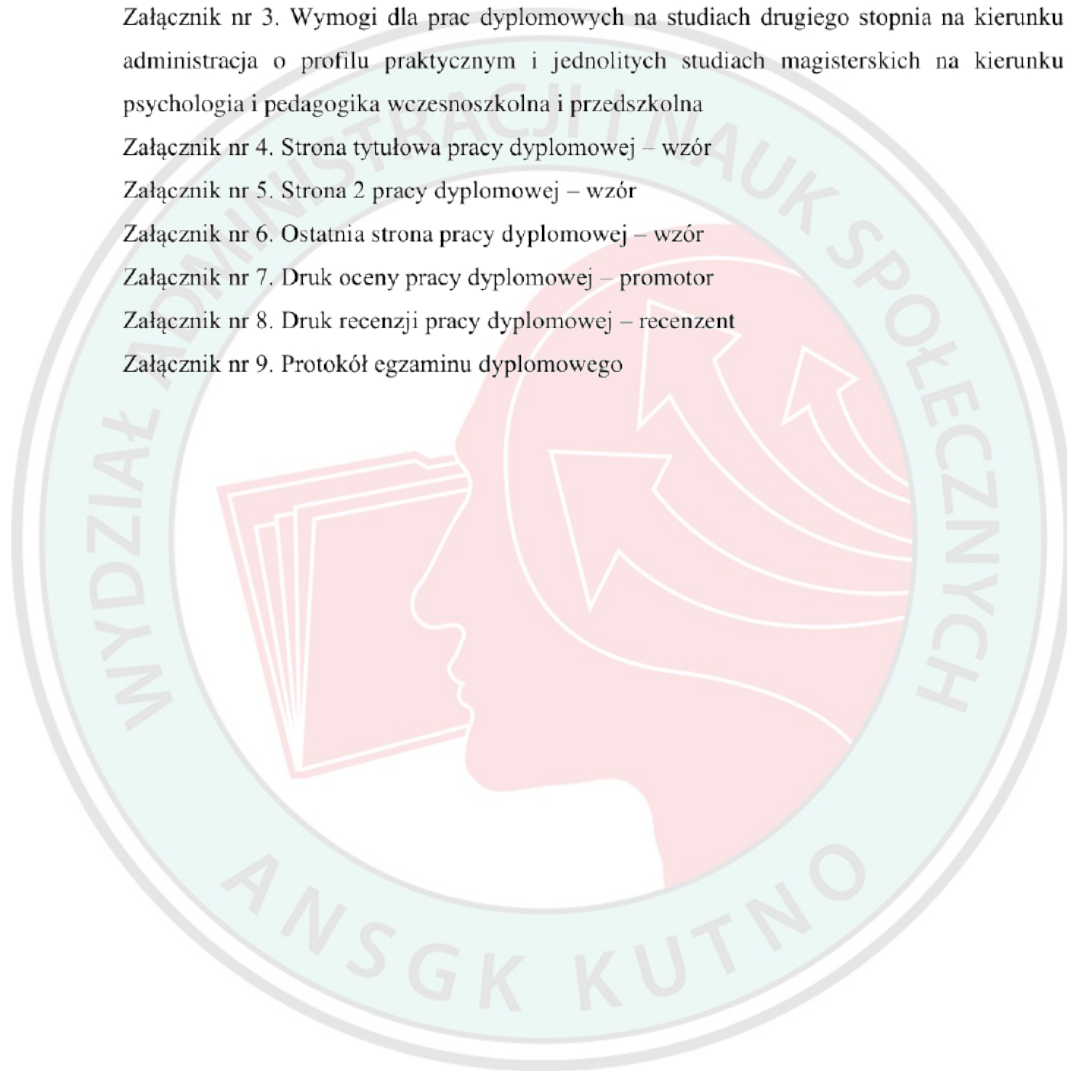 Załącznik nr 3. Wymogi dla prac dyplomowych na studiach drugiego stopnia na kierunku
administracja o profilu praktycznym i jednolitych studiach magisterskich na kierunku
psychologia i pedagogika wczesnoszkolna i przedszkolna
Załącznik nr 4. Strona tytułowa pracy dyplomowej – wzór
Załącznik nr 5. Strona 2 pracy dyplomowej – wzór
Załącznik nr 6. Ostatnia strona pracy dyplomowej – wzór
Załącznik nr 7. Druk oceny pracy dyplomowej – promotor
Załącznik nr 8. Druk recenzji pracy dyplomowej – recenzent
Załącznik nr 9. Protokół egzaminu dyplomowego
WYDZIAŁ ADMINISTRACJI I NAUK SPOŁECZNYCH
ANSGK KUTNO